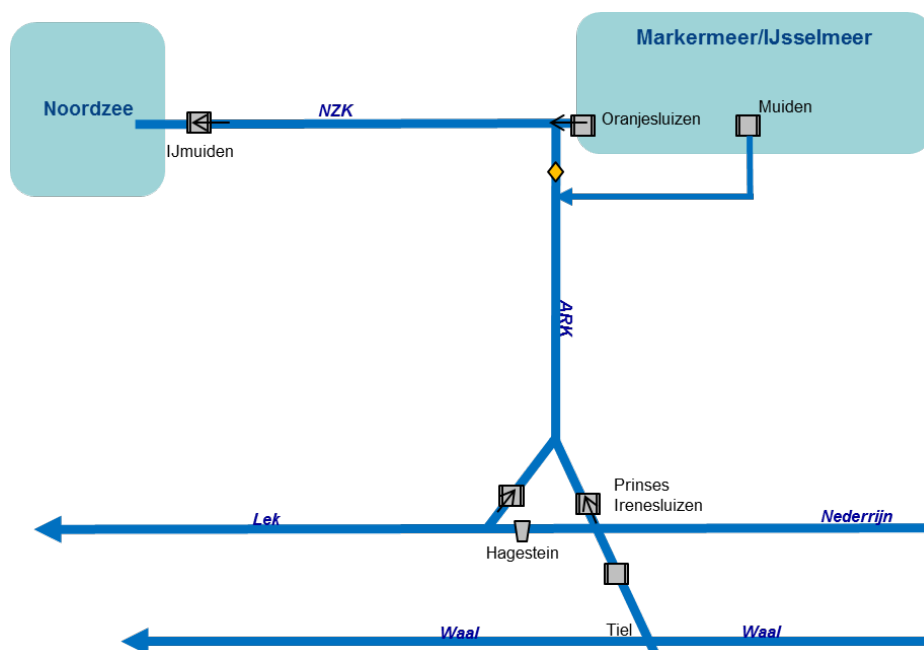 Markermeer/IJsselmeer
Noordzee
NZK
Oranjesluizen
Muiden
IJmuiden
ARK
Prinses
Irenesluizen
Lek
Nederrijn
Hagestein
Tiel
Waal
Waal